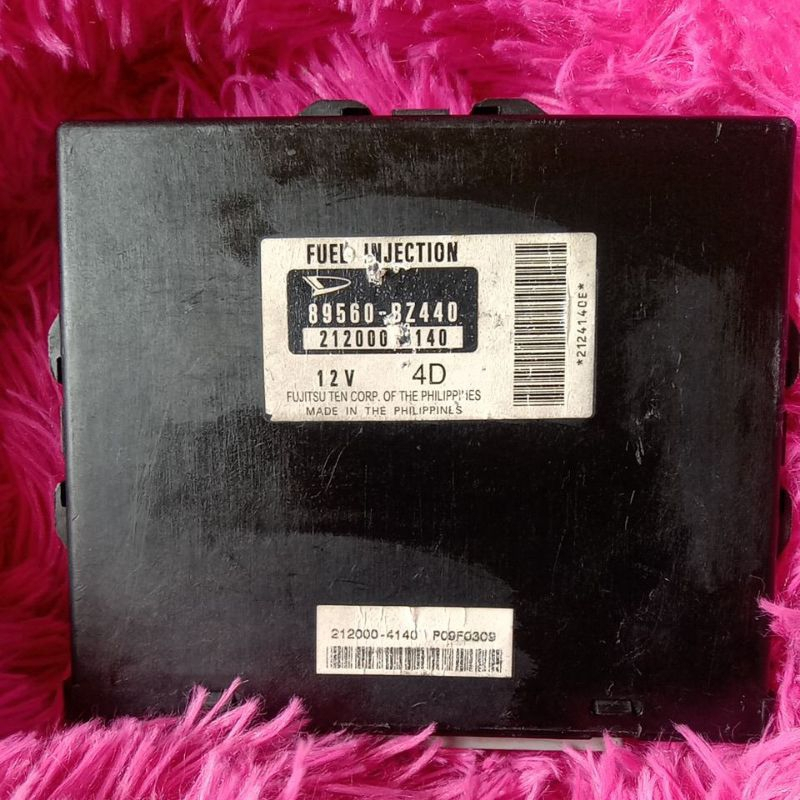 FUEL INJECTION
89560-BZ440
212000 4140
12V 4D
FUJITSU TEN CORP. OF THE PHILIPPINES
MADE IN THE PHILIPPINES
*2124140E*
212000-4140 P09F0309